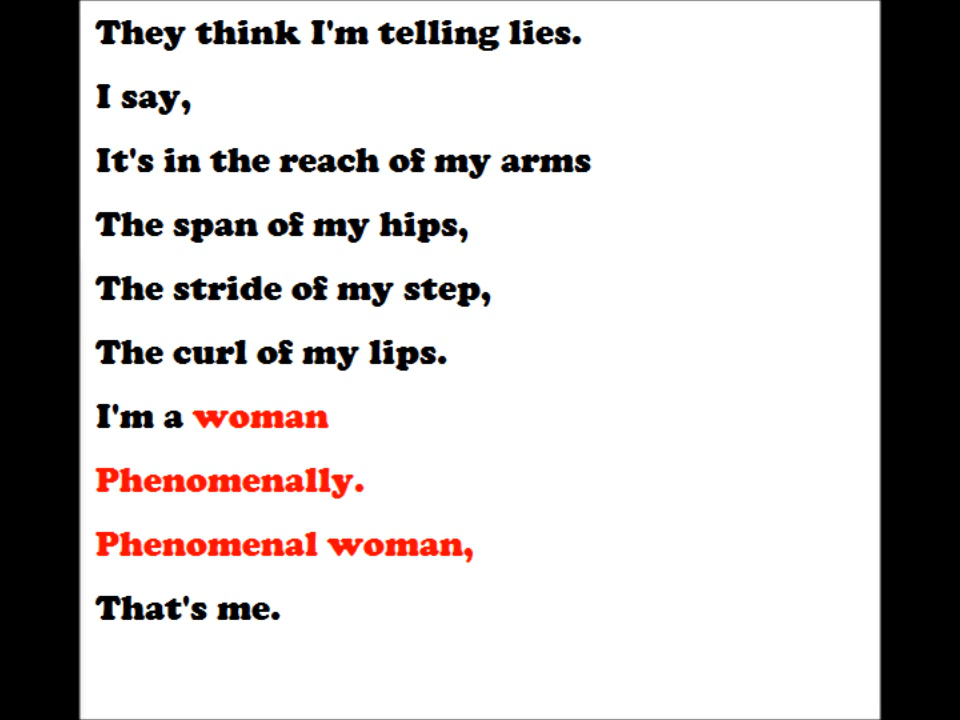 They think I'm telling lies.
I say,
It's in the reach of my arms
The span of my hips,
The stride of my step,
The curl of my lips.
I'm a woman
Phenomenally.
Phenomenal woman,
That's me.